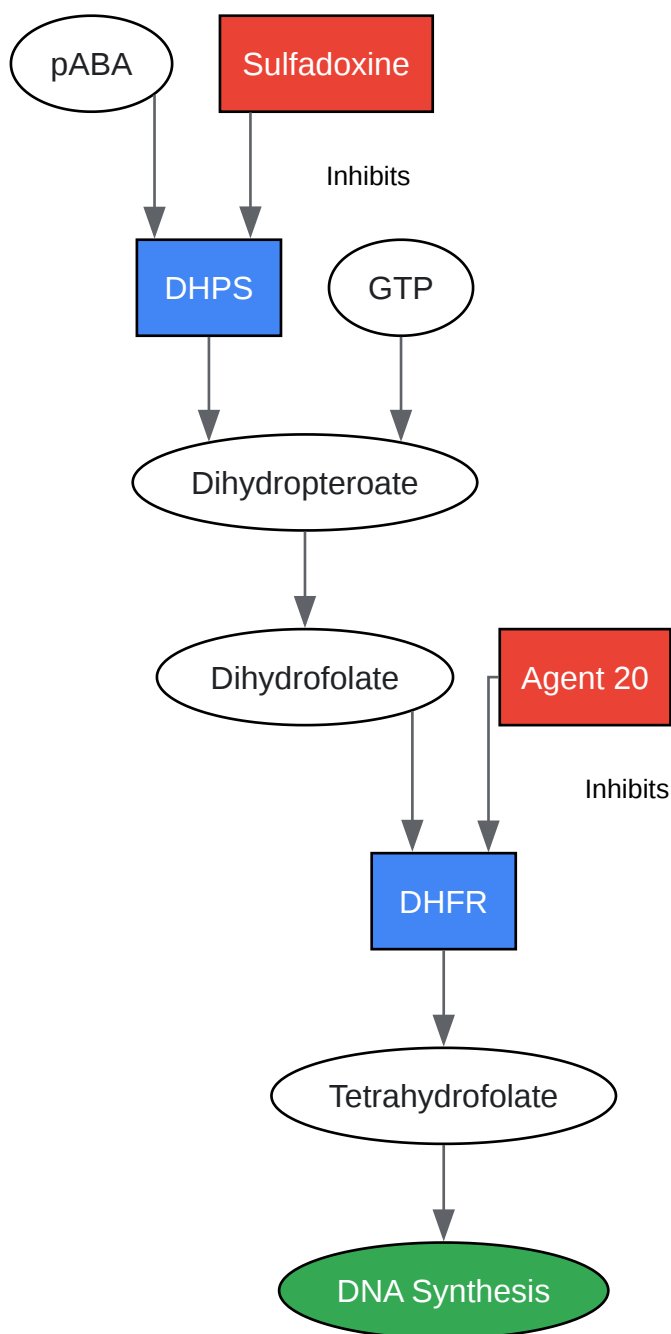 pABA
Sulfadoxine
Inhibits
DHPS
GTP
Dihydropteroate
Dihydrofolate
Agent 20
Inhibits
DHFR
Tetrahydrofolate
DNA Synthesis